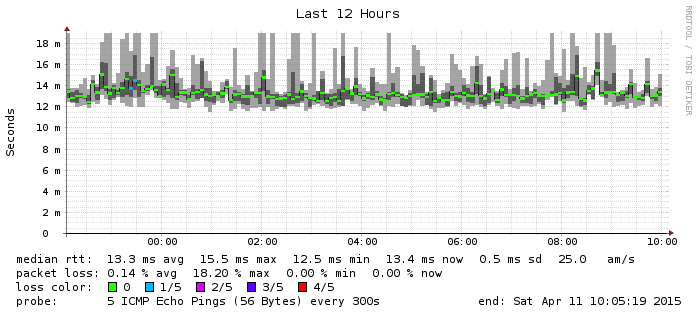 Last 12 Hours
RRDTOOL / TOBI OETIKER
Seconds
18 m
16 m
14 m
12 m
10 m
8 m
6 m
4 m
2 m
0
00:00 02:00 04:00 06:00 08:00 10:00
median rtt: 13.3 ms avg 15.5 ms max 12.5 ms min 13.4 ms now 0.5 ms sd 25.0 am/s
packet loss: 0.14 % avg 18.20 % max 0.00 % min 0.00 % now
loss color: 0 1/5 2/5 3/5 4/5
probe: 5 ICMP Echo Pings (56 Bytes) every 300s end: Sat Apr 11 10:05:19 2015